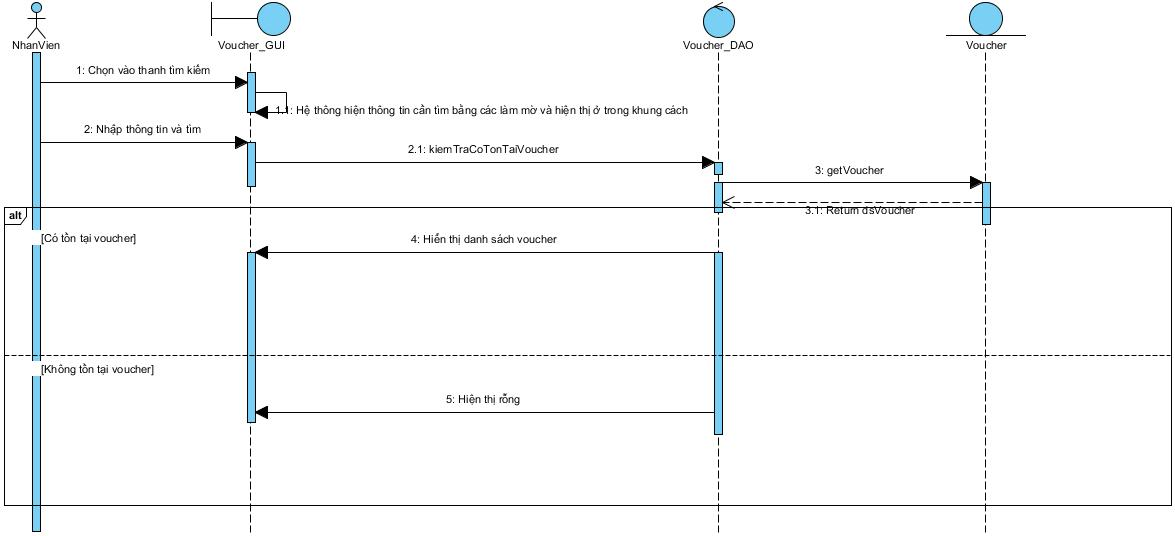 NhanVien
Voucher_GUI
Voucher_DAO
Voucher
1: Chọn vào thanh tìm kiếm
1.1: Hệ thông hiện thông tin cần tìm bằng các làm mờ và hiện thị ở trong khung cách
2: Nhập thông tin và tìm
2.1: kiemTraCoTonTaiVoucher
3: getVoucher
3.1: Return dsVoucher
alt
[Có tồn tại voucher]
4: Hiển thị danh sách voucher
[Không tồn tại voucher]
5: Hiện thị rỗng